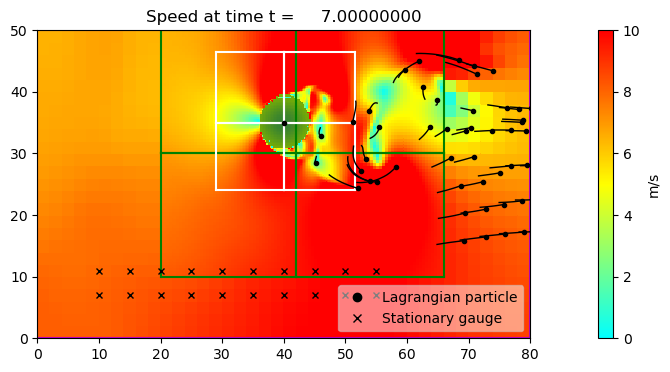 Speed at time t = 7.00000000
50
40
30
20
10
0
0 10 20 30 40 50 60 70 80
Lagrangian particle
Stationary gauge
10
8
6
4
2
0
m/s